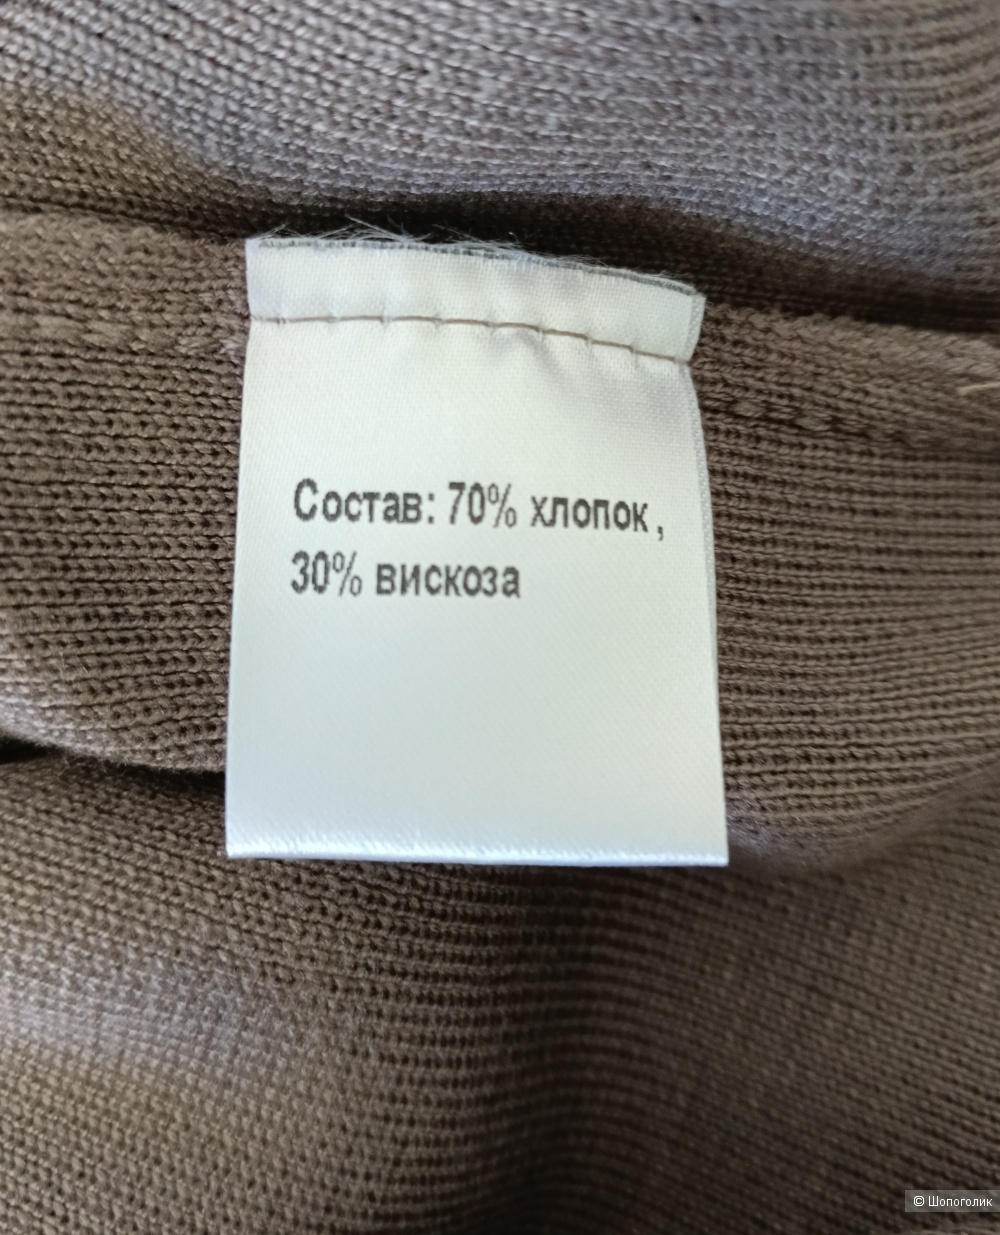 Состав: 70% хлопок,
30% вискоза
© Шопоголик